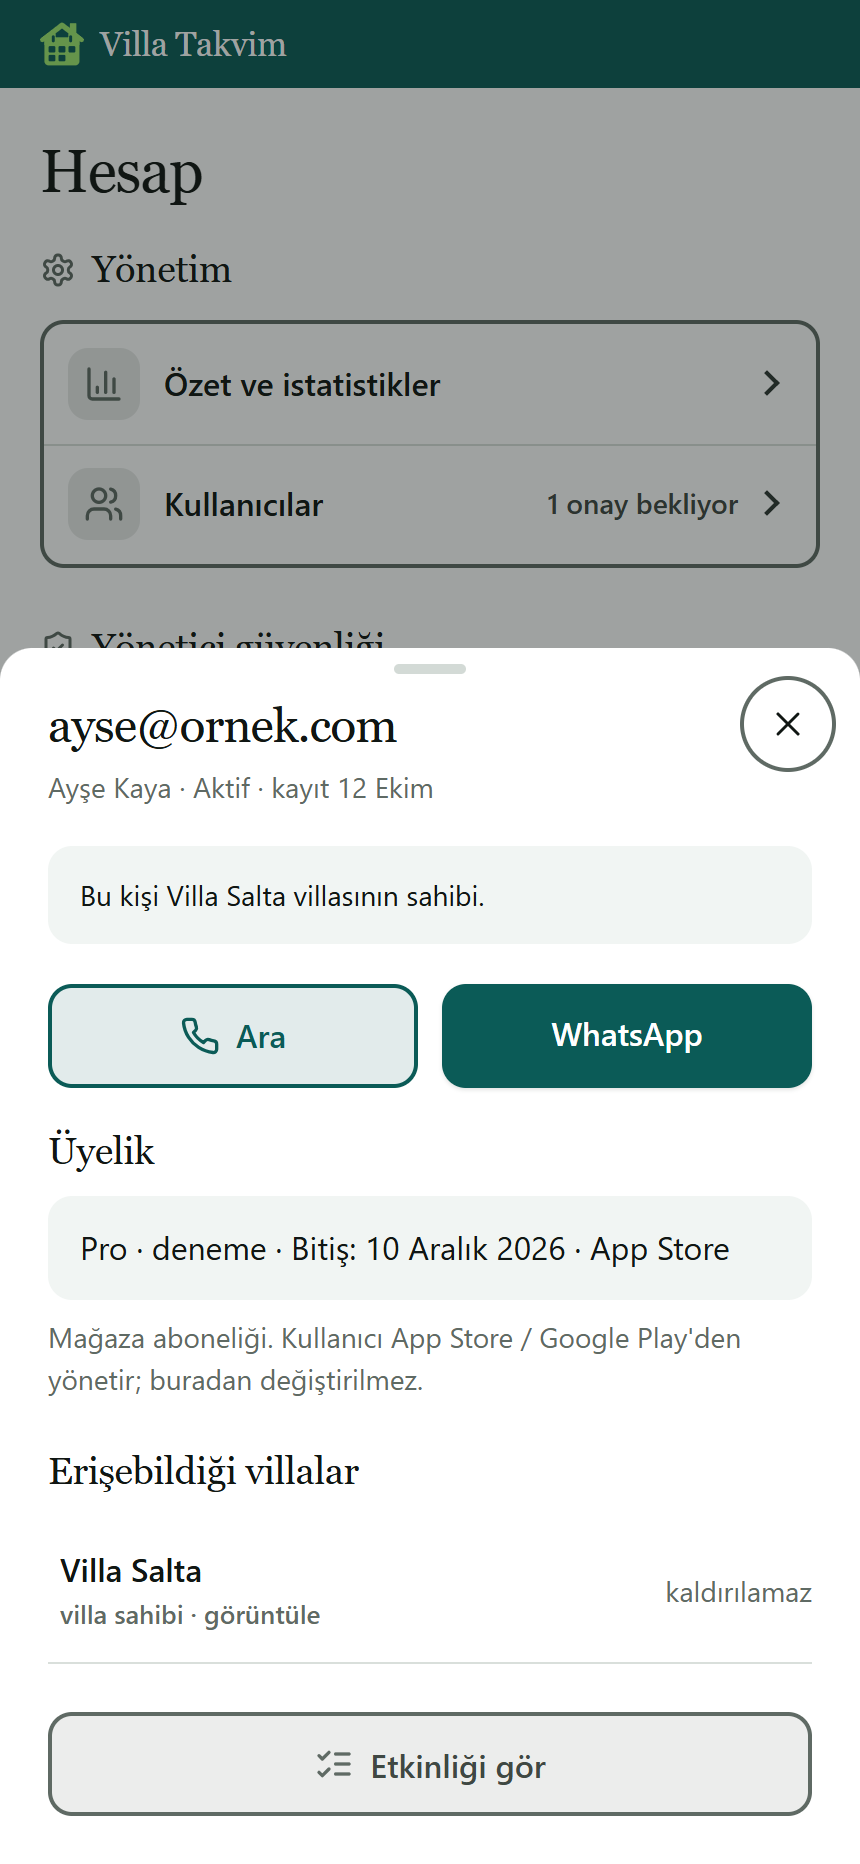 Villa Takvim
Hesap
Yönetim
Özet ve istatistikler
Kullanıcılar
1 onay bekliyor
Yönetici güvenliği
ayse@ornek.com
Ayşe Kaya · Aktif · kayıt 12 Ekim
Bu kişi Villa Salta villasının sahibi.
Ara
WhatsApp
Üyelik
Pro · deneme · Bitiş: 10 Aralık 2026 · App Store
Mağaza aboneliği. Kullanıcı App Store / Google Play'den
yönetir; buradan değiştirilmez.
Erişebildiği villalar
Villa Salta
villa sahibi · görüntüle
kaldırılamaz
Etkinliği gör